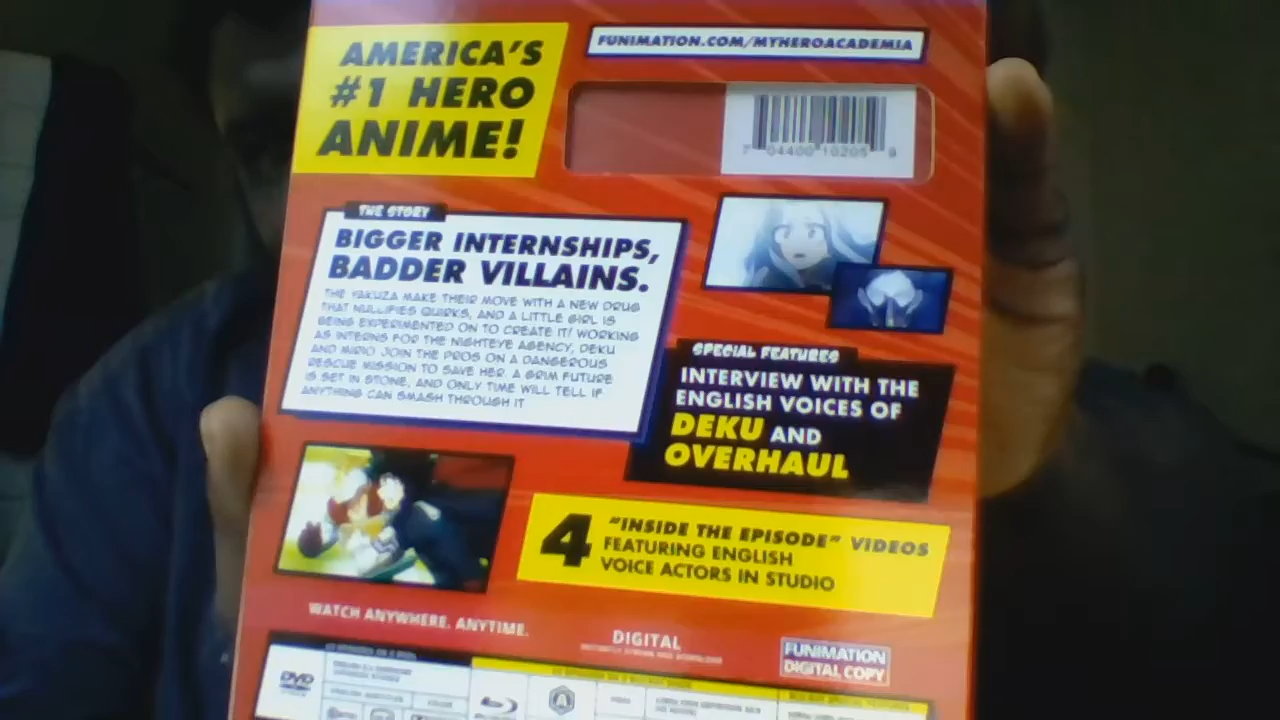 AMERICA'S
#1 HERO
ANIME!
FUNIMATION.COM/MYHEROACADEMIA
7 04400 10205
THE STORY
BIGGER INTERNSHIPS,
BADDER VILLAINS.
THE YAKUZA MAKE THEIR MOVE WITH A NEW DRUG
THAT NULLIFIES QUIRKS, AND A LITTLE GIRL IS
BEING EXPERIMENTED ON TO CREATE IT! WORKING
AS INTERNS FOR THE NIGHTEYE AGENCY, DEKU
AND MIRIO JOIN THE PROS ON A DANGEROUS
RESCUE MISSION TO SAVE HER. A GRIM FUTURE
IS SET IN STONE, AND ONLY TIME WILL TELL IF
ANYTHING CAN SMASH THROUGH IT
SPECIAL FEATURES
INTERVIEW WITH THE
ENGLISH VOICES OF
DEKU AND
OVERHAUL
4 "INSIDE THE EPISODE" VIDEOS
FEATURING ENGLISH
VOICE ACTORS IN STUDIO
WATCH ANYWHERE. ANYTIME.
DIGITAL
FUNIMATION
DIGITAL COPY
DVD
A